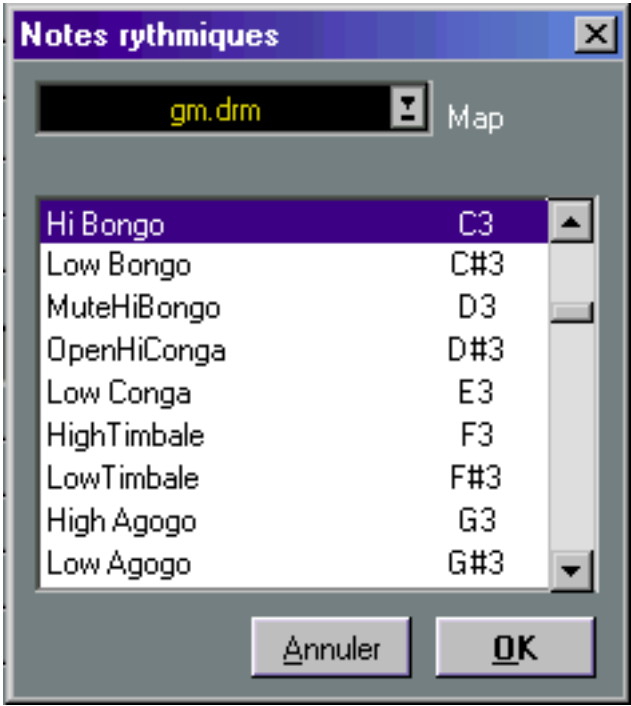 Notes rythmiques
gm.drm Map
Hi Bongo C3
Low Bongo C#3
MuteHiBongo D3
OpenHiConga D#3
Low Conga E3
HighTimbale F3
LowTimbale F#3
High Agogo G3
Low Agogo G#3
Annuler OK